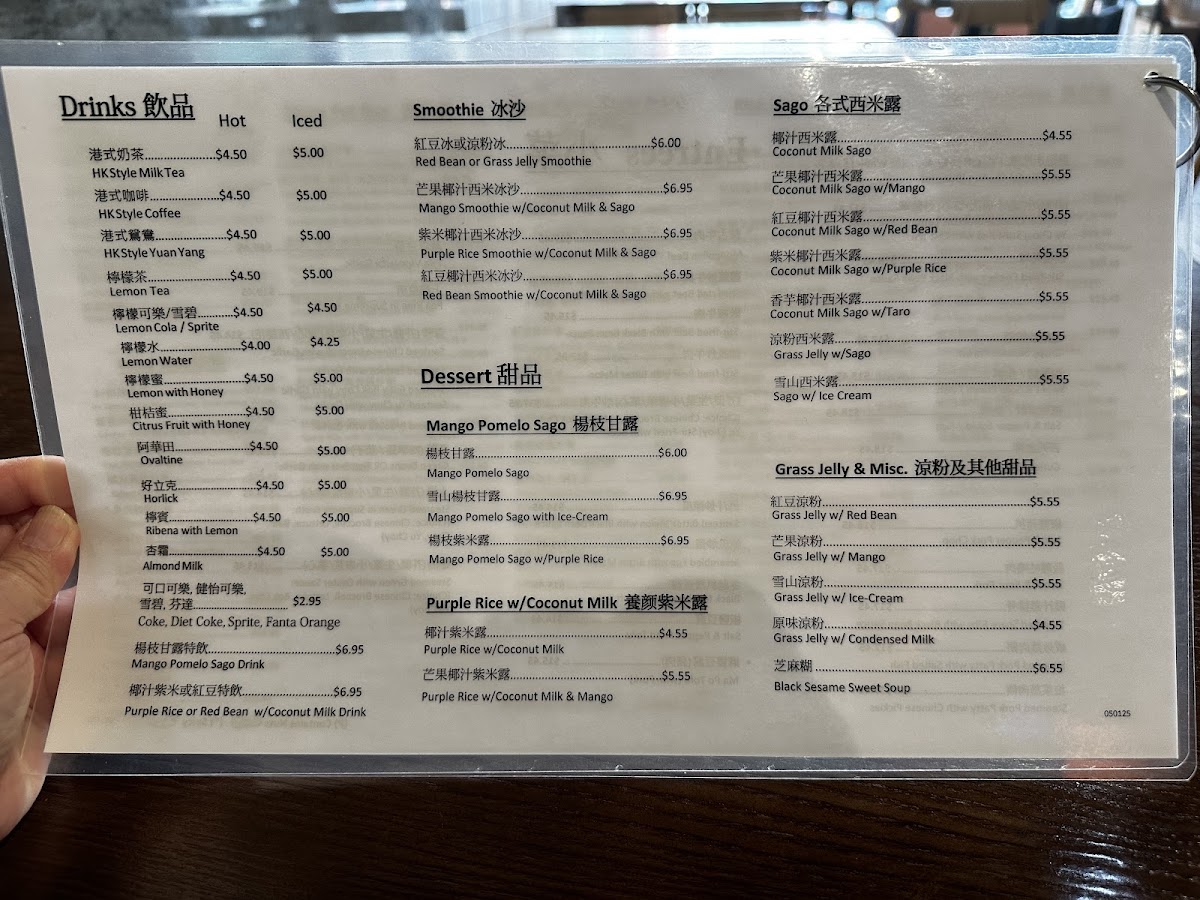 Drinks 飲品
Hot Iced
港式奶茶......................$4.50 $5.00
HK Style Milk Tea
港式咖啡......................$4.50 $5.00
HK Style Coffee
港式鴛鴦......................$4.50 $5.00
HK Style Yuan Yang
檸檬茶......................$4.50 $5.00
Lemon Tea
檸檬可樂/雪碧...........$4.50 $4.50
Lemon Cola / Sprite
檸檬水......................$4.00 $4.25
Lemon Water
檸檬蜜......................$4.50 $5.00
Lemon with Honey
柑桔蜜......................$4.50 $5.00
Citrus Fruit with Honey
阿華田......................$4.50 $5.00
Ovaltine
好立克......................$4.50 $5.00
Horlick
檸賓......................$4.50 $5.00
Ribena with Lemon
杏霜......................$4.50 $5.00
Almond Milk
可口可樂, 健怡可樂,
雪碧, 芬達......................$2.95
Coke, Diet Coke, Sprite, Fanta Orange
楊枝甘露特飲......................$6.95
Mango Pomelo Sago Drink
椰汁紫米或紅豆特飲......................$6.95
Purple Rice or Red Bean w/Coconut Milk Drink
Smoothie 冰沙
紅豆冰或涼粉冰......................$6.00
Red Bean or Grass Jelly Smoothie
芒果椰汁西米冰沙......................$6.95
Mango Smoothie w/Coconut Milk & Sago
紫米椰汁西米冰沙......................$6.95
Purple Rice Smoothie w/Coconut Milk & Sago
紅豆椰汁西米冰沙......................$6.95
Red Bean Smoothie w/Coconut Milk & Sago
Dessert 甜品
Mango Pomelo Sago 楊枝甘露
楊枝甘露......................$6.00
Mango Pomelo Sago
雪山楊枝甘露......................$6.95
Mango Pomelo Sago with Ice-Cream
楊枝紫米露......................$6.95
Mango Pomelo Sago w/Purple Rice
Purple Rice w/Coconut Milk 養颜紫米露
椰汁紫米露......................$4.55
Purple Rice w/Coconut Milk
芒果椰汁紫米露......................$5.55
Purple Rice w/Coconut Milk & Mango
Sago 各式西米露
椰汁西米露......................$4.55
Coconut Milk Sago
芒果椰汁西米露......................$5.55
Coconut Milk Sago w/Mango
紅豆椰汁西米露......................$5.55
Coconut Milk Sago w/Red Bean
紫米椰汁西米露......................$5.55
Coconut Milk Sago w/Purple Rice
香芋椰汁西米露......................$5.55
Coconut Milk Sago w/Taro
涼粉西米露......................$5.55
Grass Jelly w/Sago
雪山西米露......................$5.55
Sago w/ Ice Cream
Grass Jelly & Misc. 涼粉及其他甜品
紅豆涼粉......................$5.55
Grass Jelly w/ Red Bean
芒果涼粉......................$5.55
Grass Jelly w/ Mango
雪山涼粉......................$5.55
Grass Jelly w/ Ice-Cream
原味涼粉......................$4.55
Grass Jelly w/ Condensed Milk
芝麻糊......................$6.55
Black Sesame Sweet Soup
050125